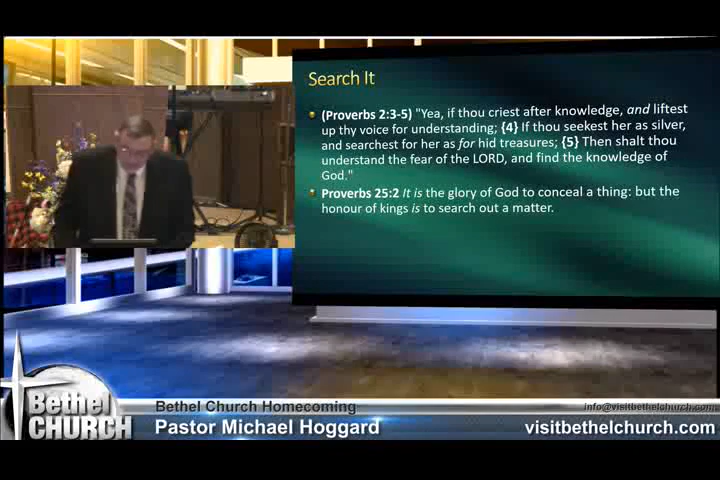 Search It
(Proverbs 2:3-5) "Yea, if thou criest after knowledge, and liftest
up thy voice for understanding; {4} If thou seekest her as silver,
and searchest for her as for hid treasures; {5} Then shalt thou
understand the fear of the LORD, and find the knowledge of
God."
Proverbs 25:2 It is the glory of God to conceal a thing: but the
honour of kings is to search out a matter.
Bethel
CHURCH
Bethel Church Homecoming
info@visitbethelchurch.com
Pastor Michael Hoggard
visitbethelchurch.com